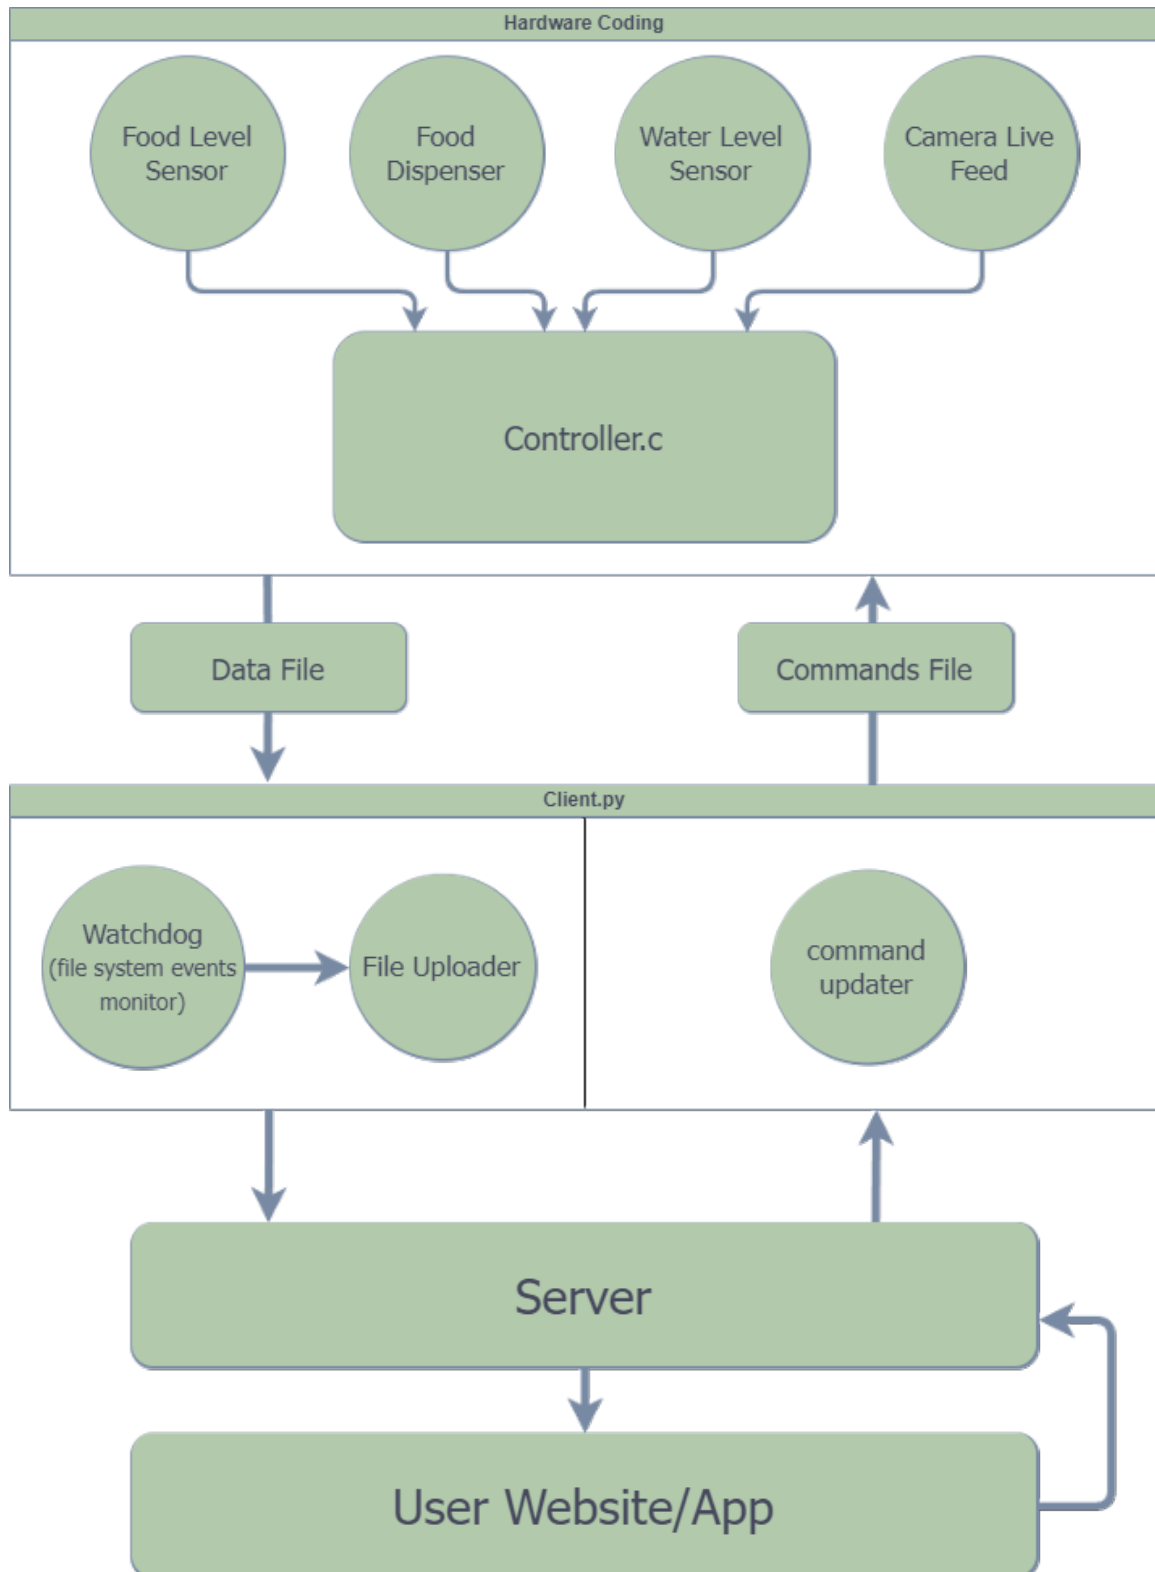 Hardware Coding
Food Level
Sensor
Food
Dispenser
Water Level
Sensor
Camera Live
Feed
Controller.c
Data File
Commands File
Client.py
Watchdog
(file system events
monitor)
File Uploader
command
updater
Server
User Website/App